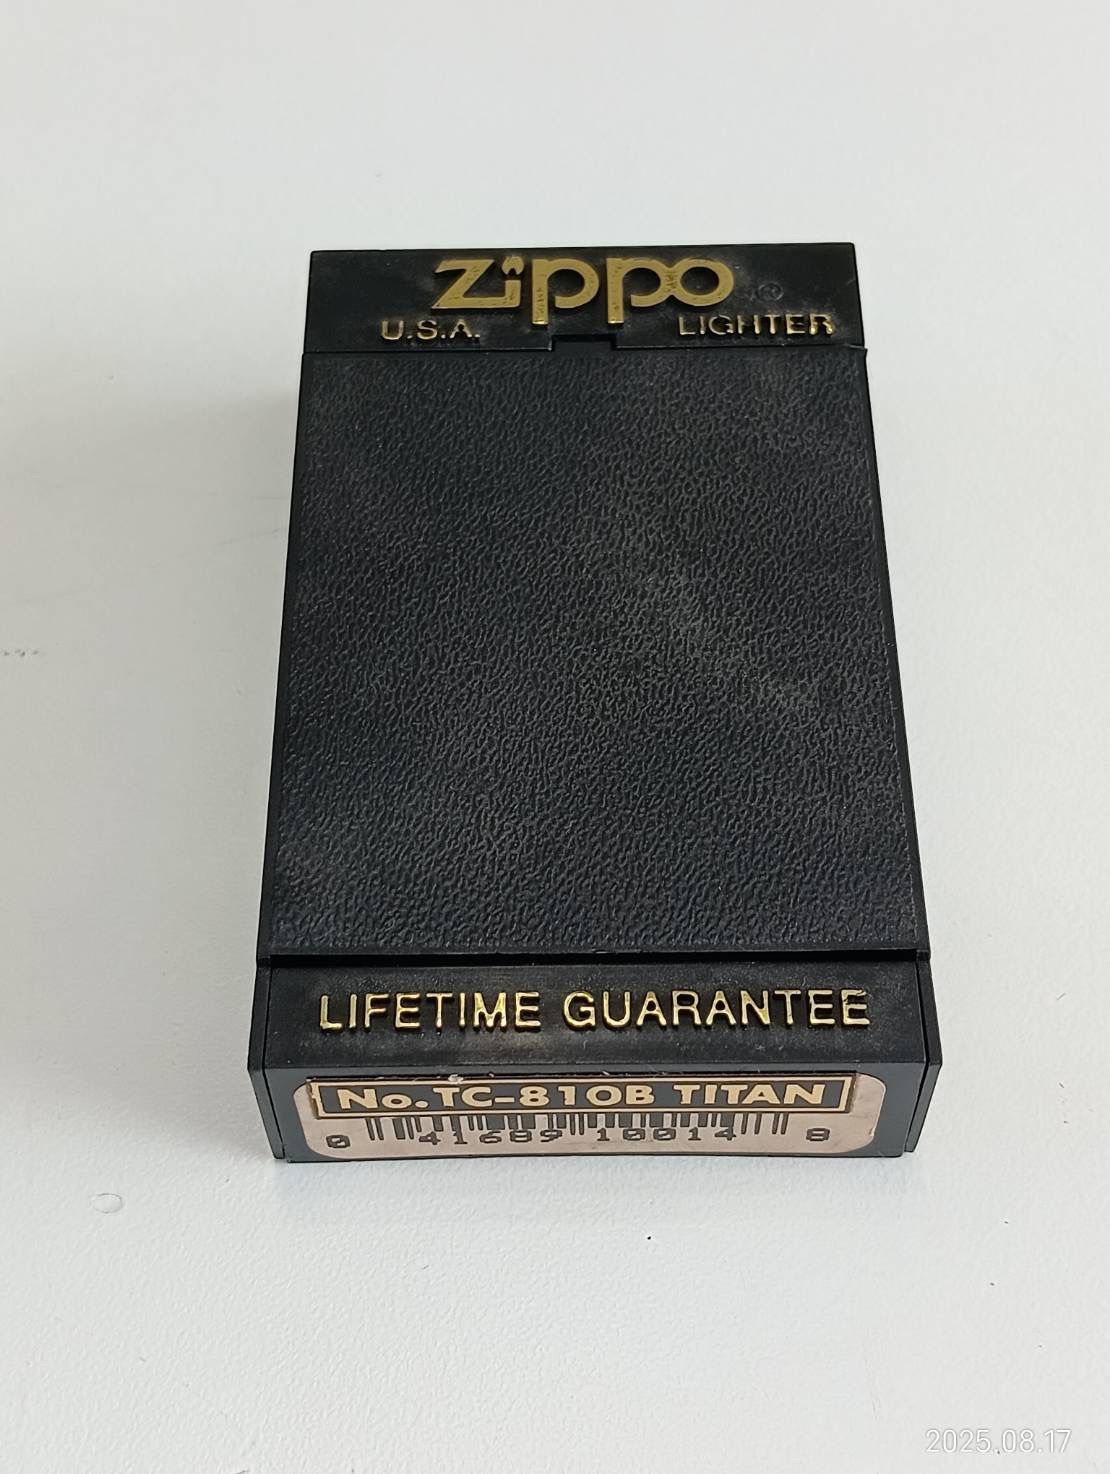 Zippo ®
U.S.A. LIGHTER
LIFETIME GUARANTEE
No.TC-810B TITAN
0 41689 10014 8
2025.08.17